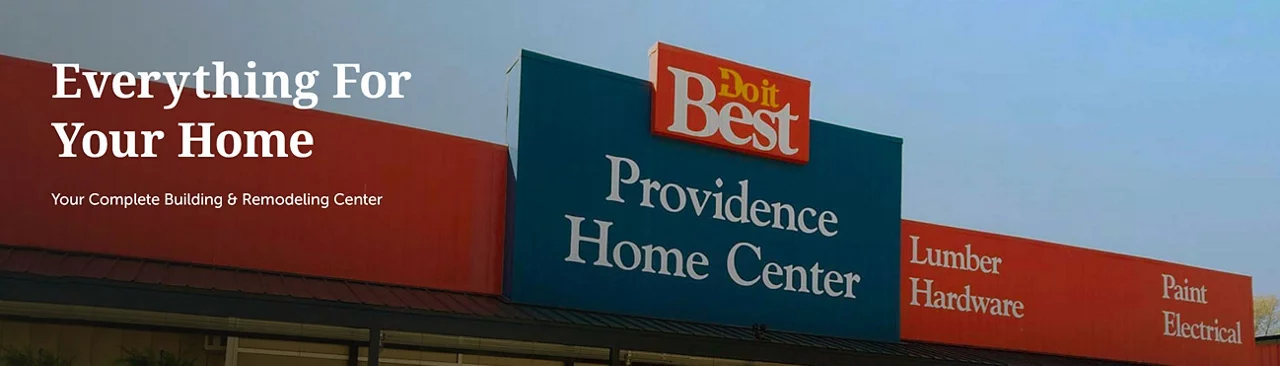 Everything For
Your Home
Your Complete Building & Remodeling Center
Do it
Best
Providence
Home Center
Lumber
Hardware
Paint
Electrical